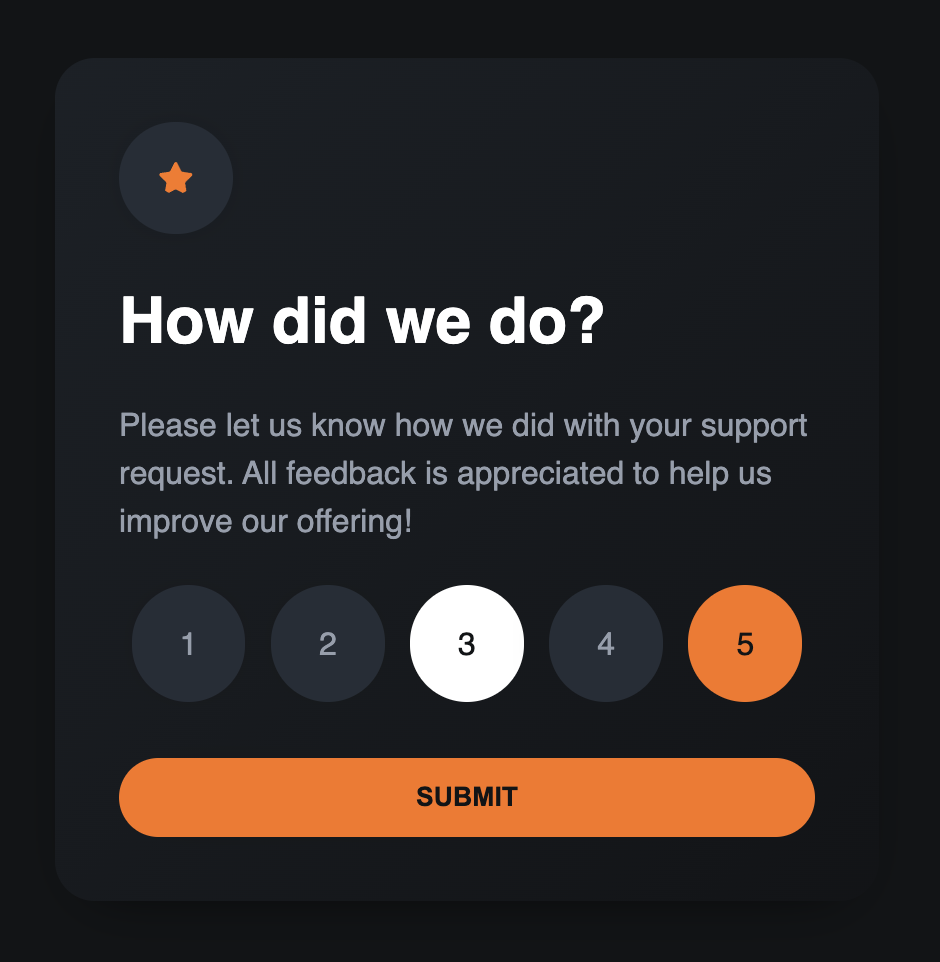 How did we do?
Please let us know how we did with your support
request. All feedback is appreciated to help us
improve our offering!
1 2 3 4 5
SUBMIT